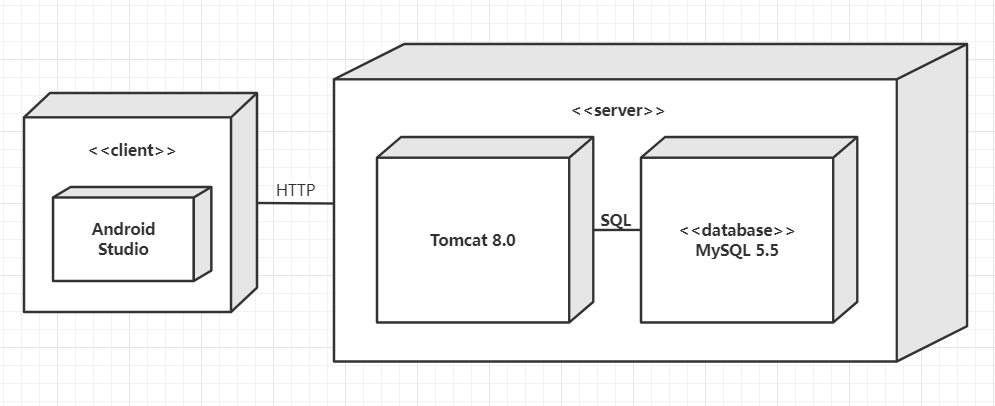 <<client>>
Android
Studio
HTTP
<<server>>
Tomcat 8.0
SQL
<<database>>
MySQL 5.5